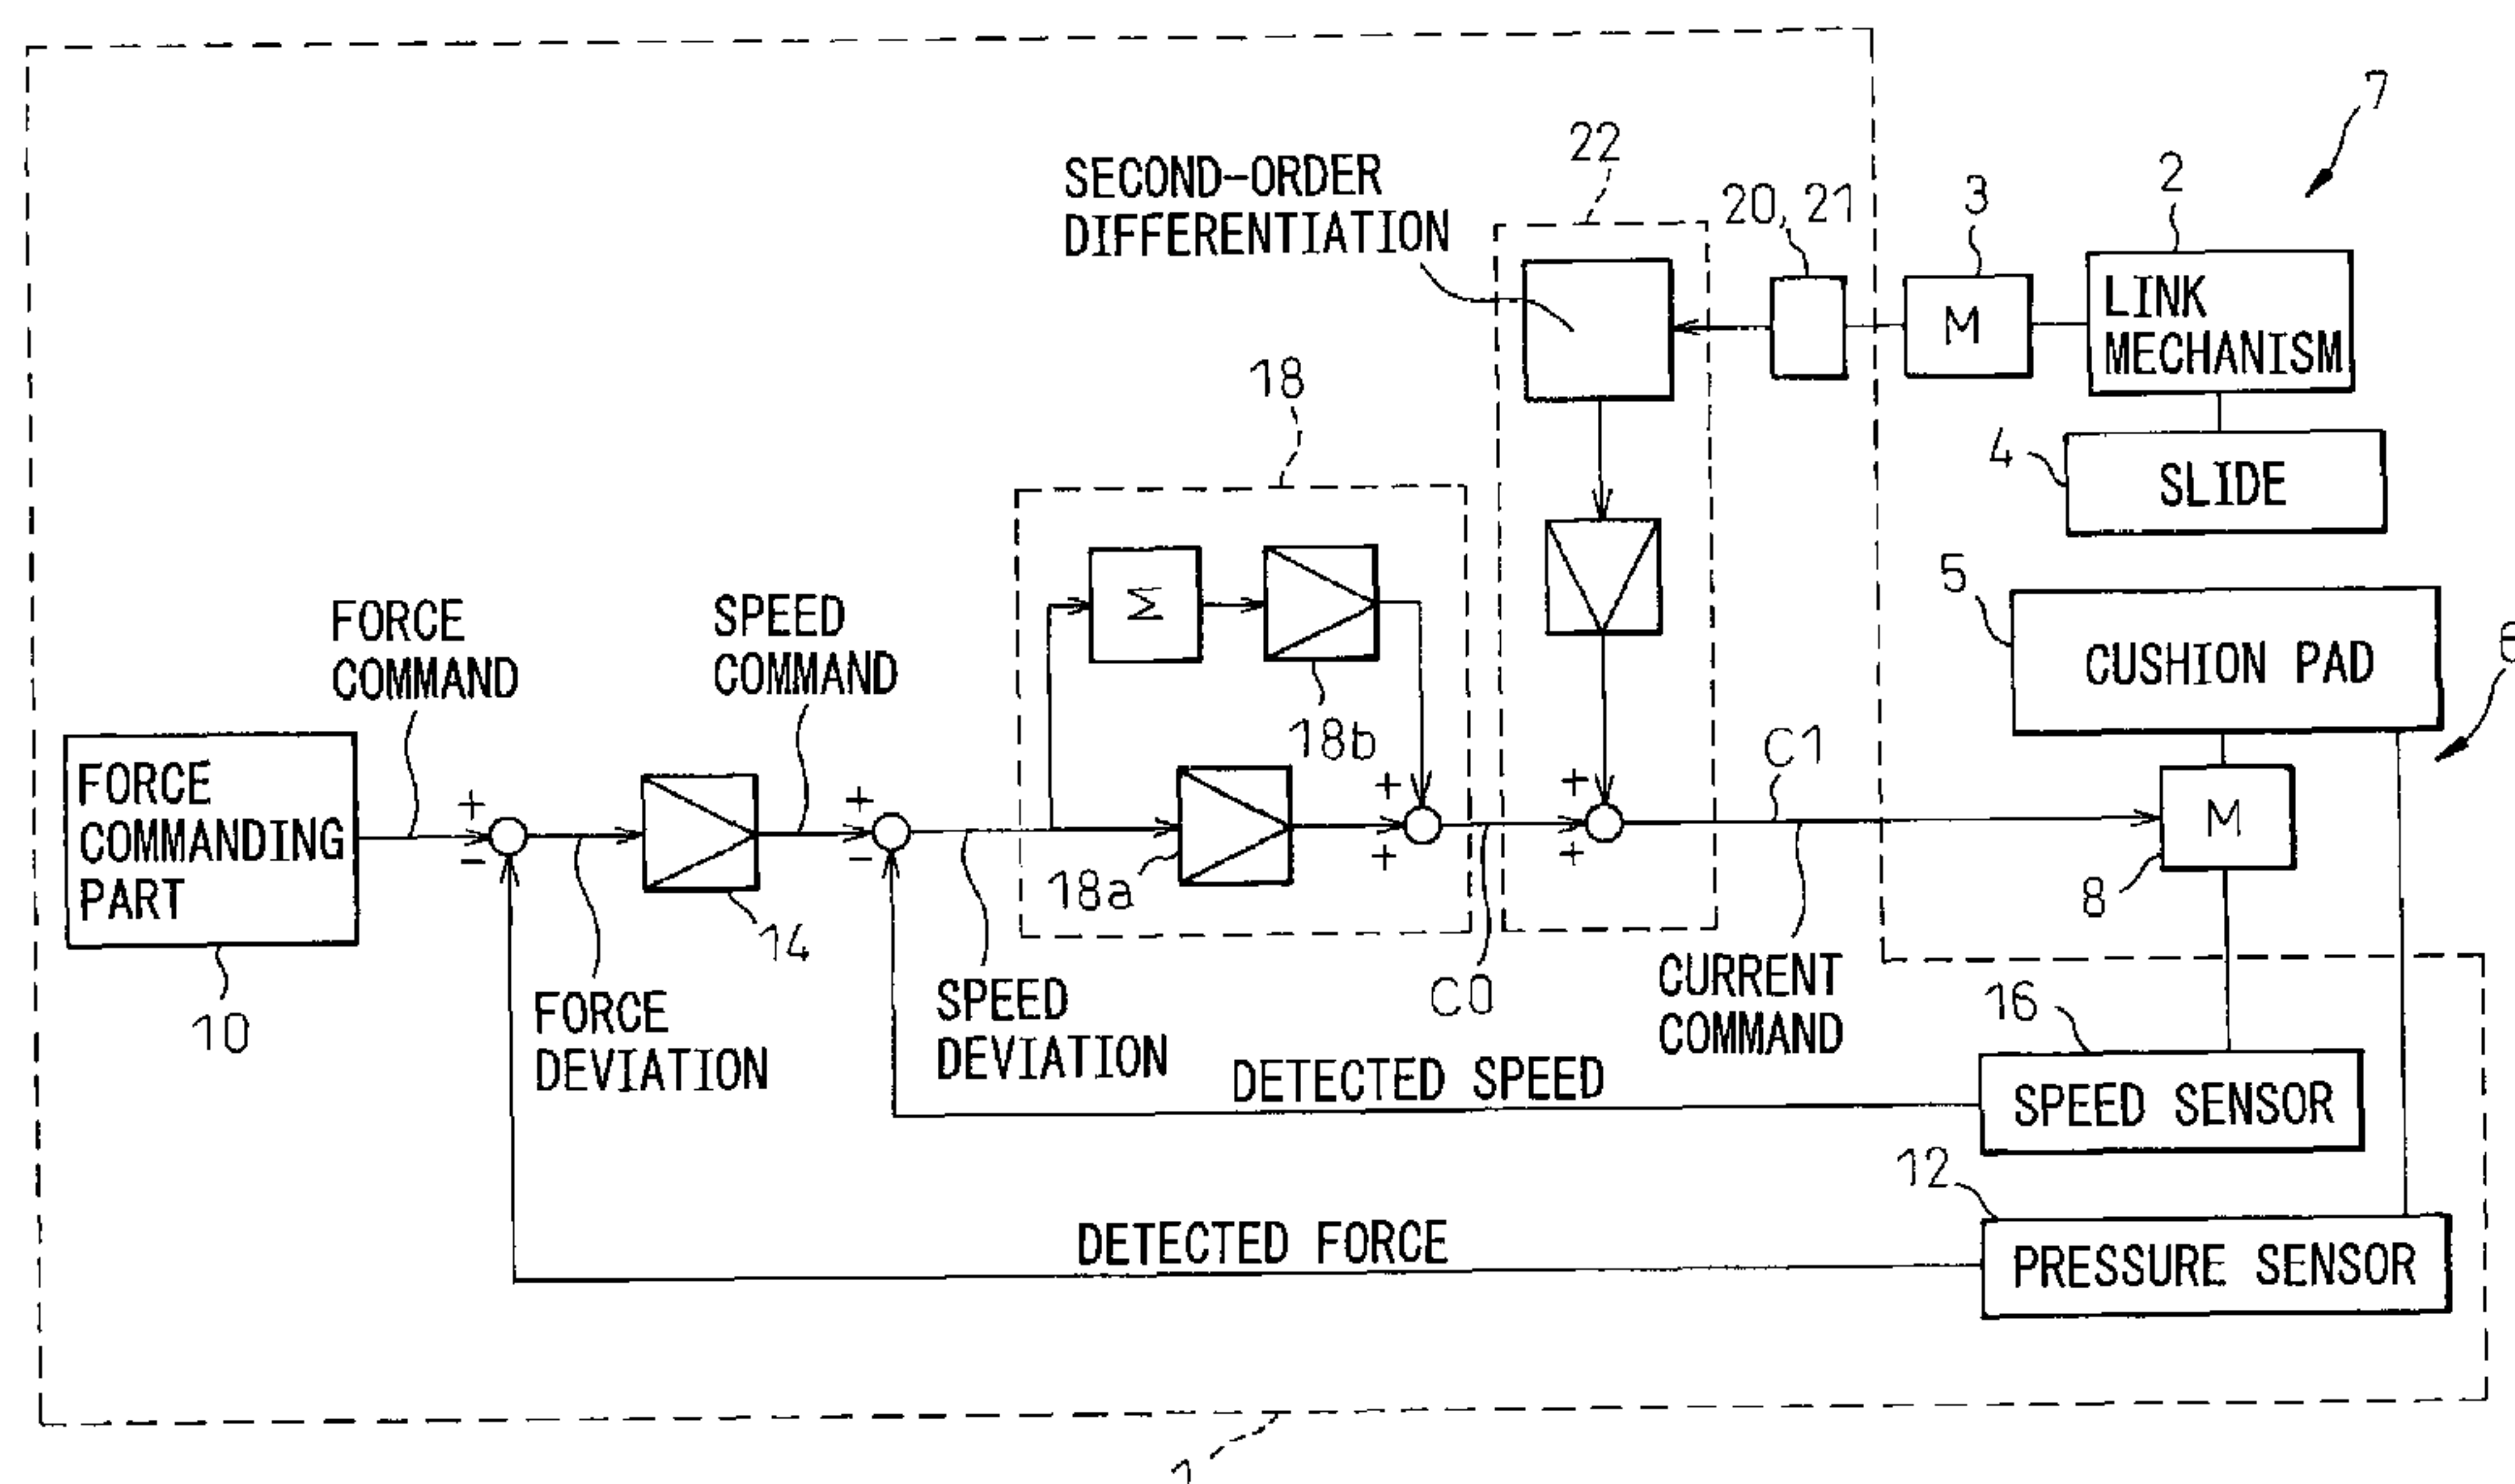 7
22
SECOND-ORDER
DIFFERENTIATION
20, 21
3
2
M
LINK
MECHANISM
18
4
SLIDE
5
CUSHION PAD
6
FORCE
COMMAND
SPEED
COMMAND
Σ
18b
C1
FORCE
COMMANDING
PART
+
−
+
−
18a
+
+
+
+
M
8
14
10
FORCE
DEVIATION
SPEED
DEVIATION
C0
CURRENT
COMMAND
16
DETECTED SPEED
SPEED SENSOR
12
DETECTED FORCE
PRESSURE SENSOR
1